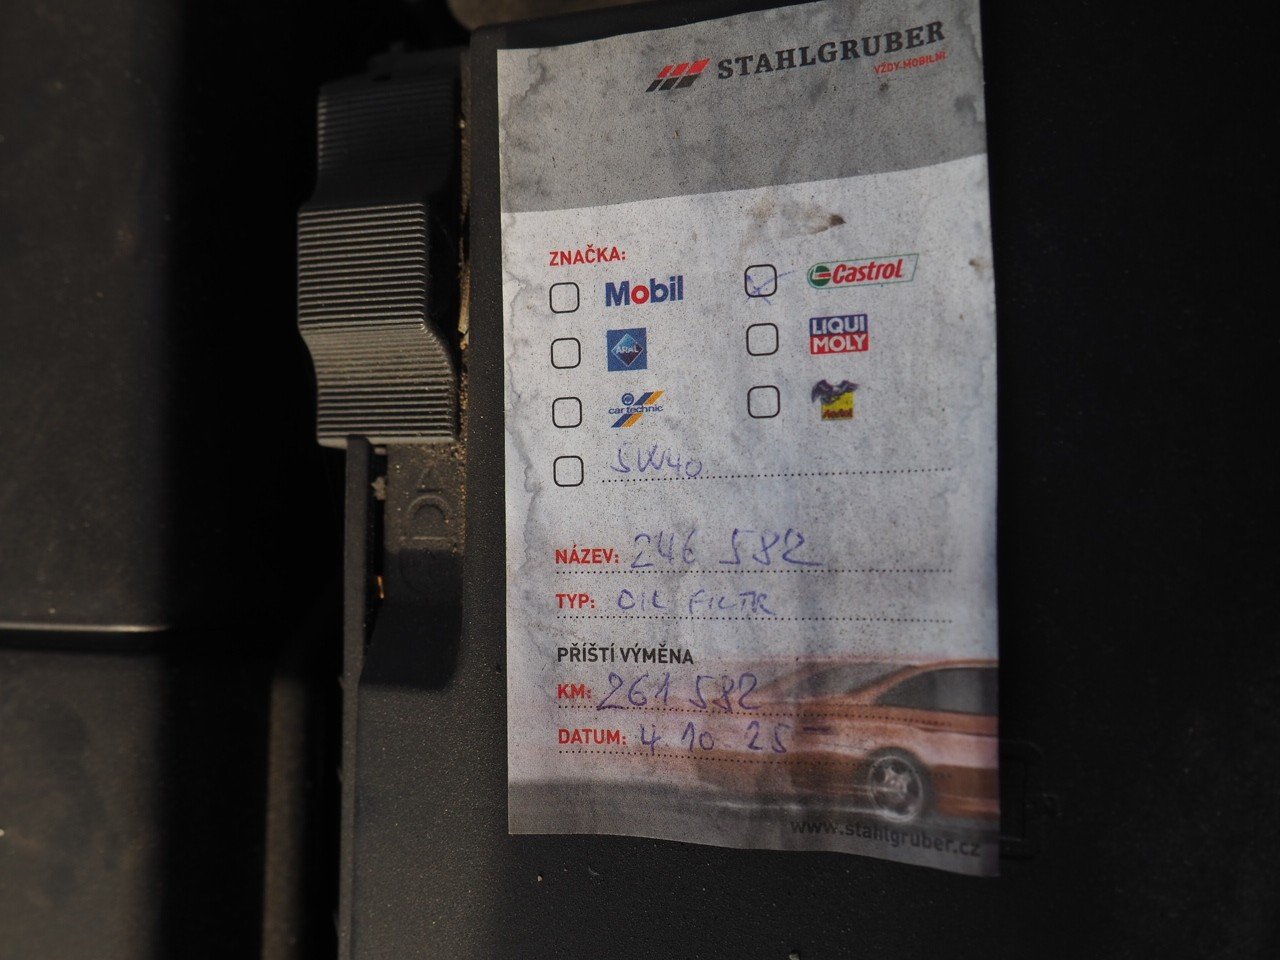 STAHLGRUBER
VŽDY MOBILNÍ
ZNAČKA:
Mobil
Castrol
ARAL
LIQUI MOLY
car technic
5W40
NÁZEV: 246 582
TYP: OIL FILTR
PŘÍŠTÍ VÝMĚNA
KM: 261 582
DATUM: 4 10 25
www.stahlgruber.cz